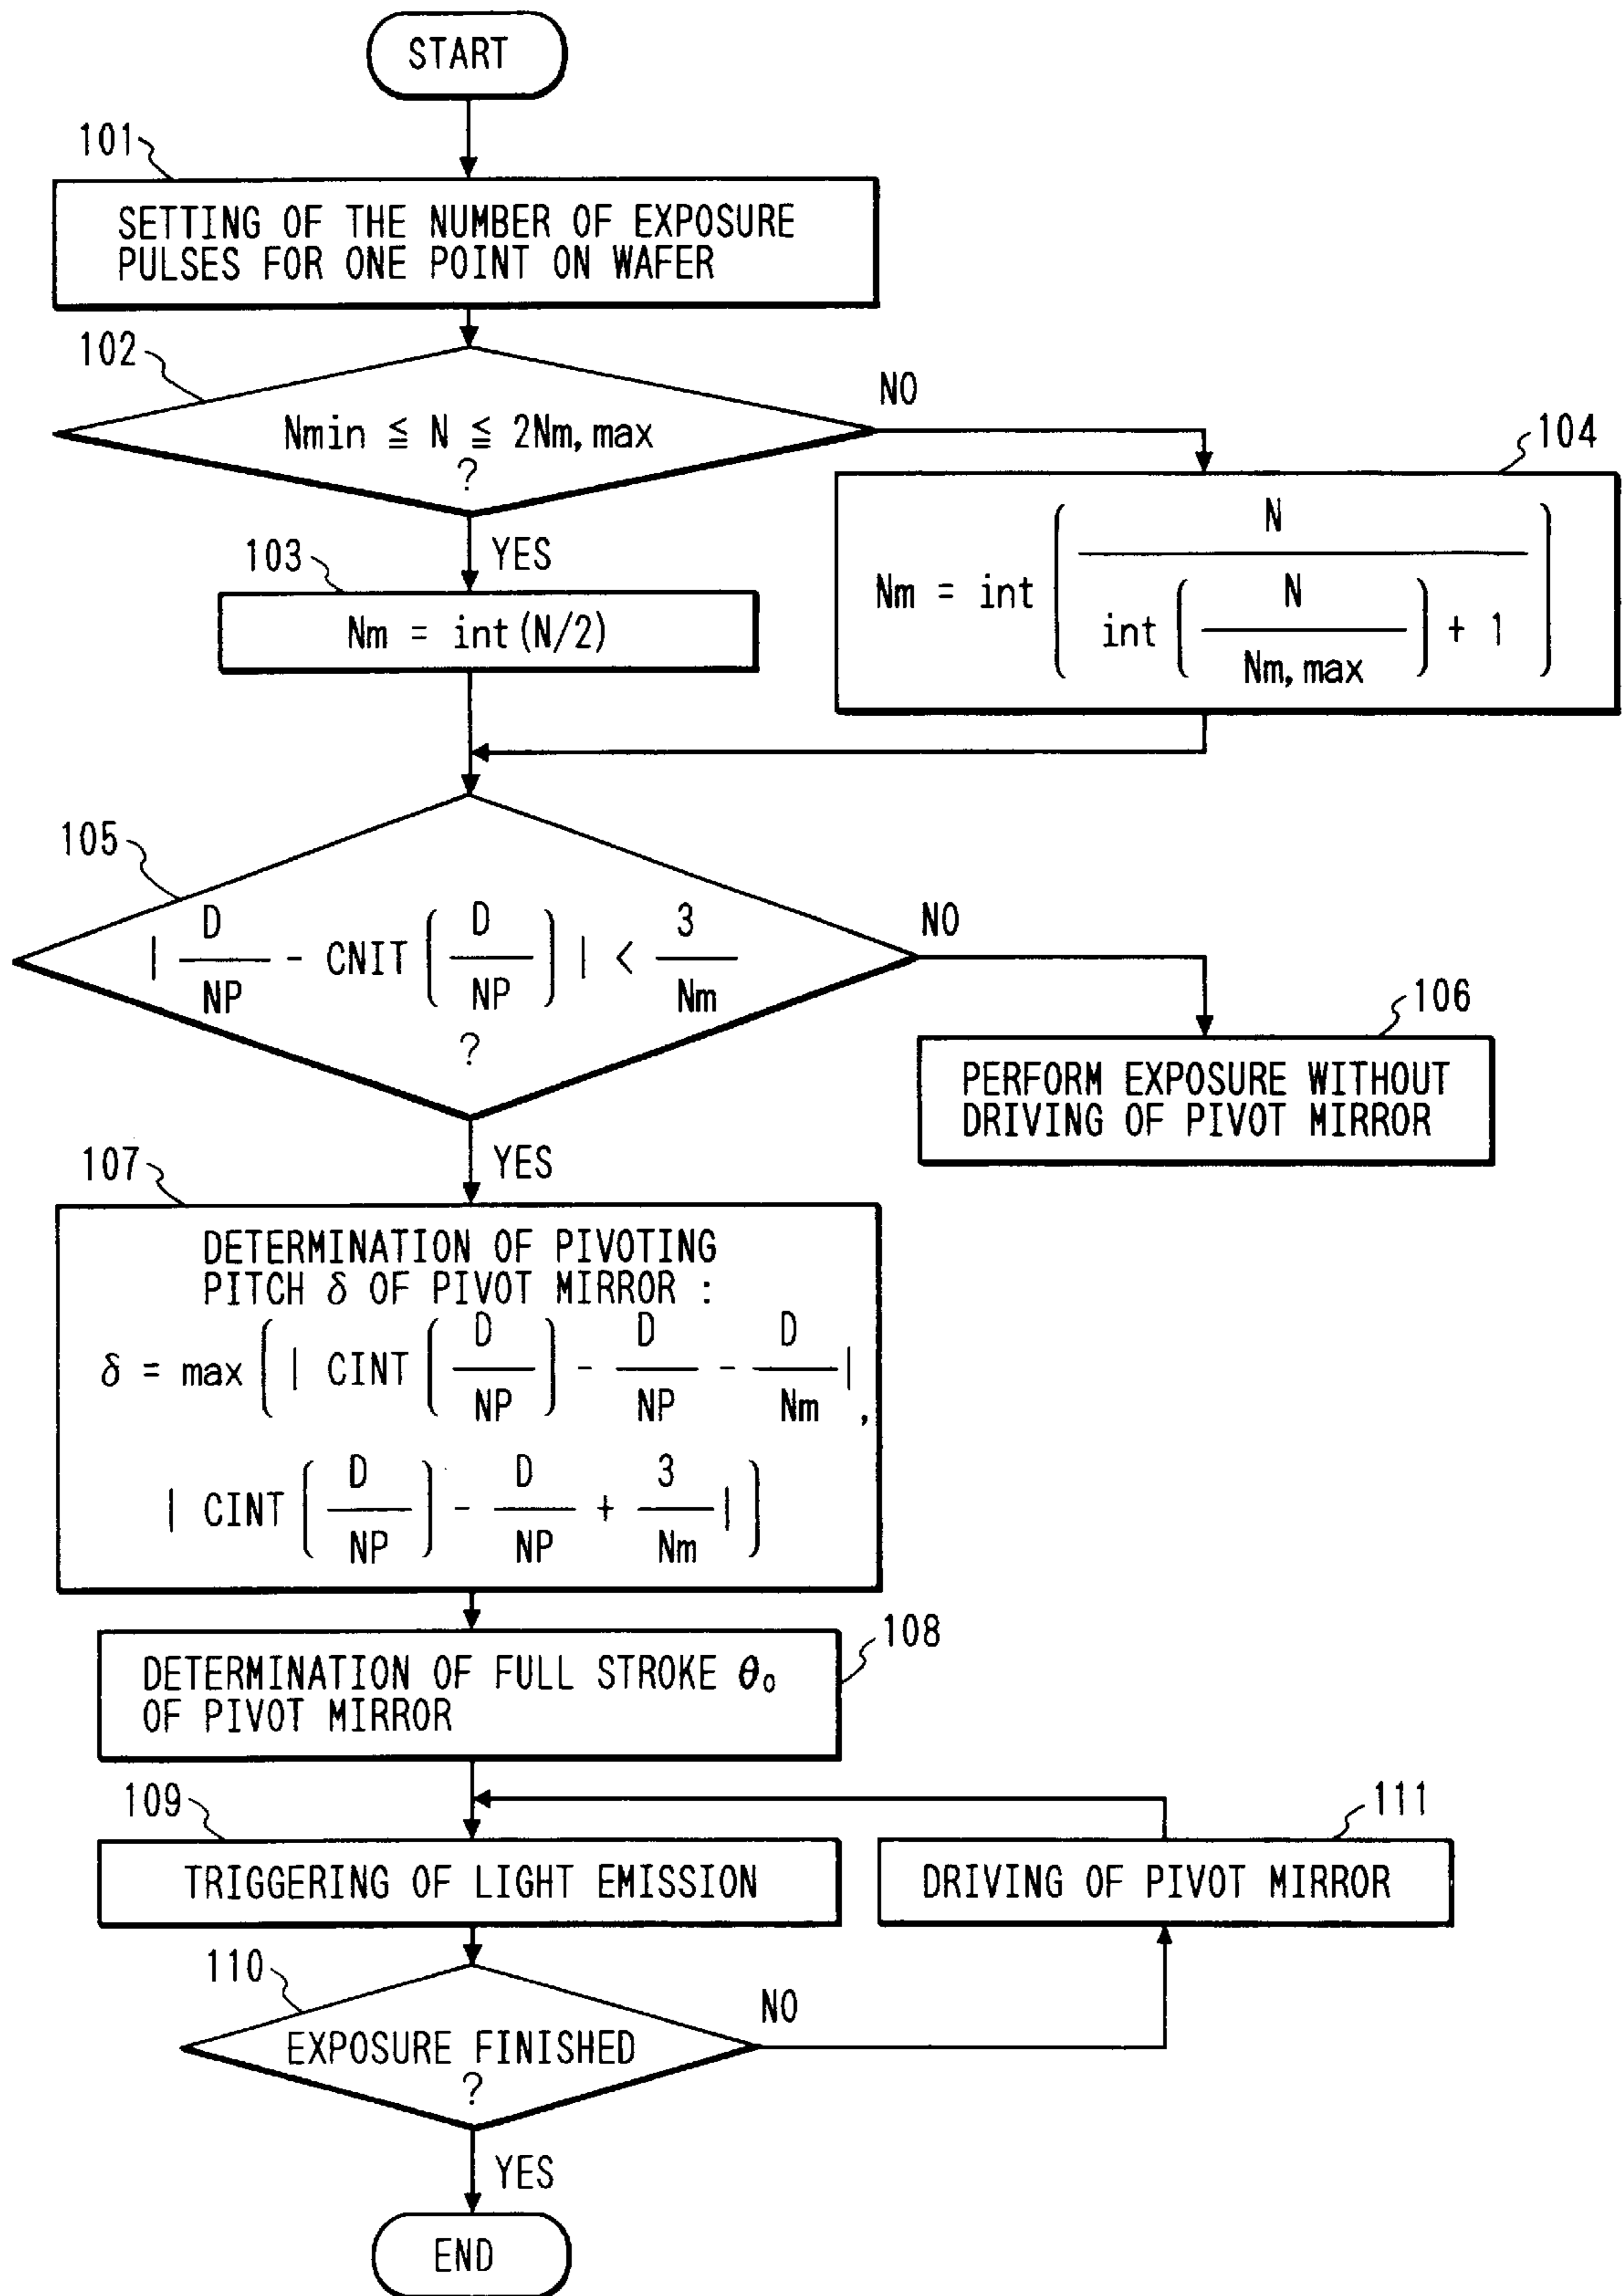 START
101
SETTING OF THE NUMBER OF EXPOSURE
PULSES FOR ONE POINT ON WAFER
102
Nmin ≦ N ≦ 2Nm,max
?
NO
YES
103
Nm = int(N/2)
104
Nm = int ( N / ( int ( N / Nm,max ) + 1 ) )
105
| D/NP - CNIT ( D/NP ) | < 3/Nm
?
NO
106
PERFORM EXPOSURE WITHOUT
DRIVING OF PIVOT MIRROR
YES
107
DETERMINATION OF PIVOTING
PITCH δ OF PIVOT MIRROR :
δ = max ( | CINT ( D/NP ) - D/NP - D/Nm | ,
| CINT ( D/NP ) - D/NP + 3/Nm | )
108
DETERMINATION OF FULL STROKE θ₀
OF PIVOT MIRROR
109
TRIGGERING OF LIGHT EMISSION
111
DRIVING OF PIVOT MIRROR
110
EXPOSURE FINISHED
?
NO
YES
END